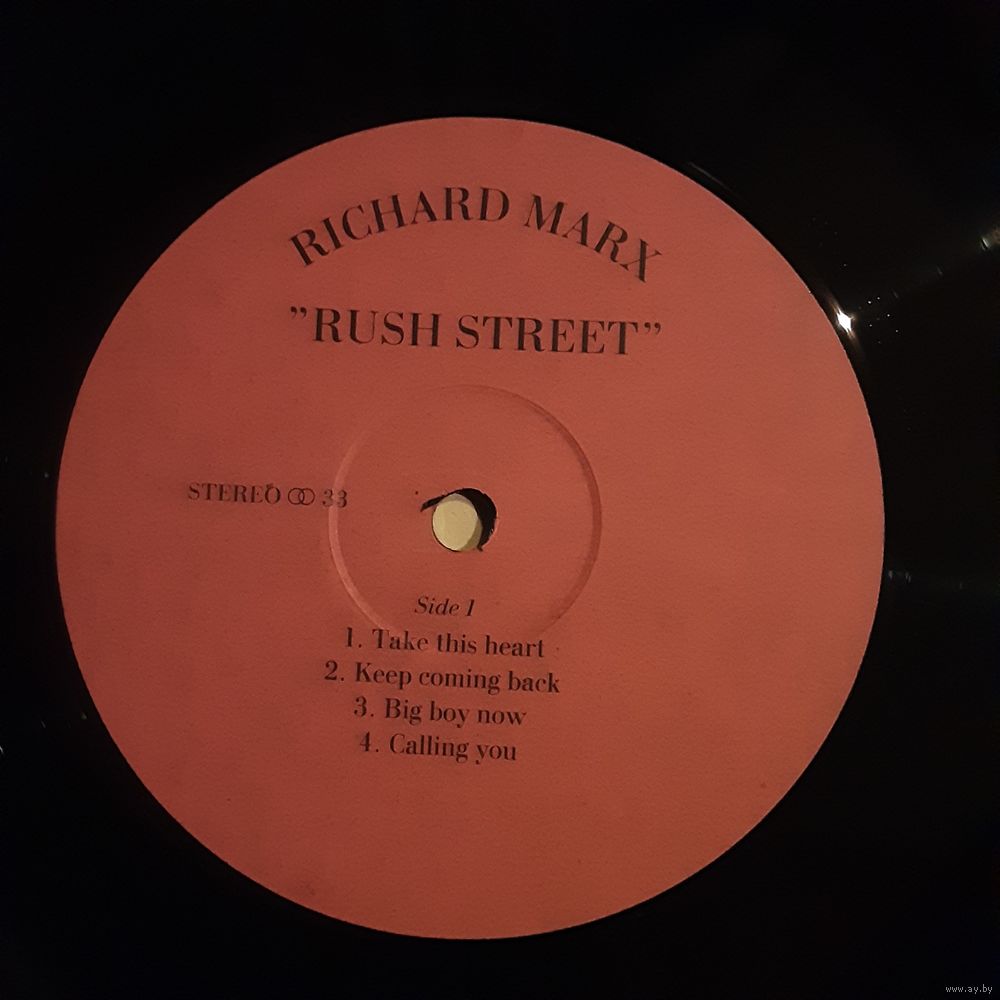 RICHARD MARX
”RUSH STREET”
STEREO 33
Side 1
1. Take this heart
2. Keep coming back
3. Big boy now
4. Calling you
www.ay.by